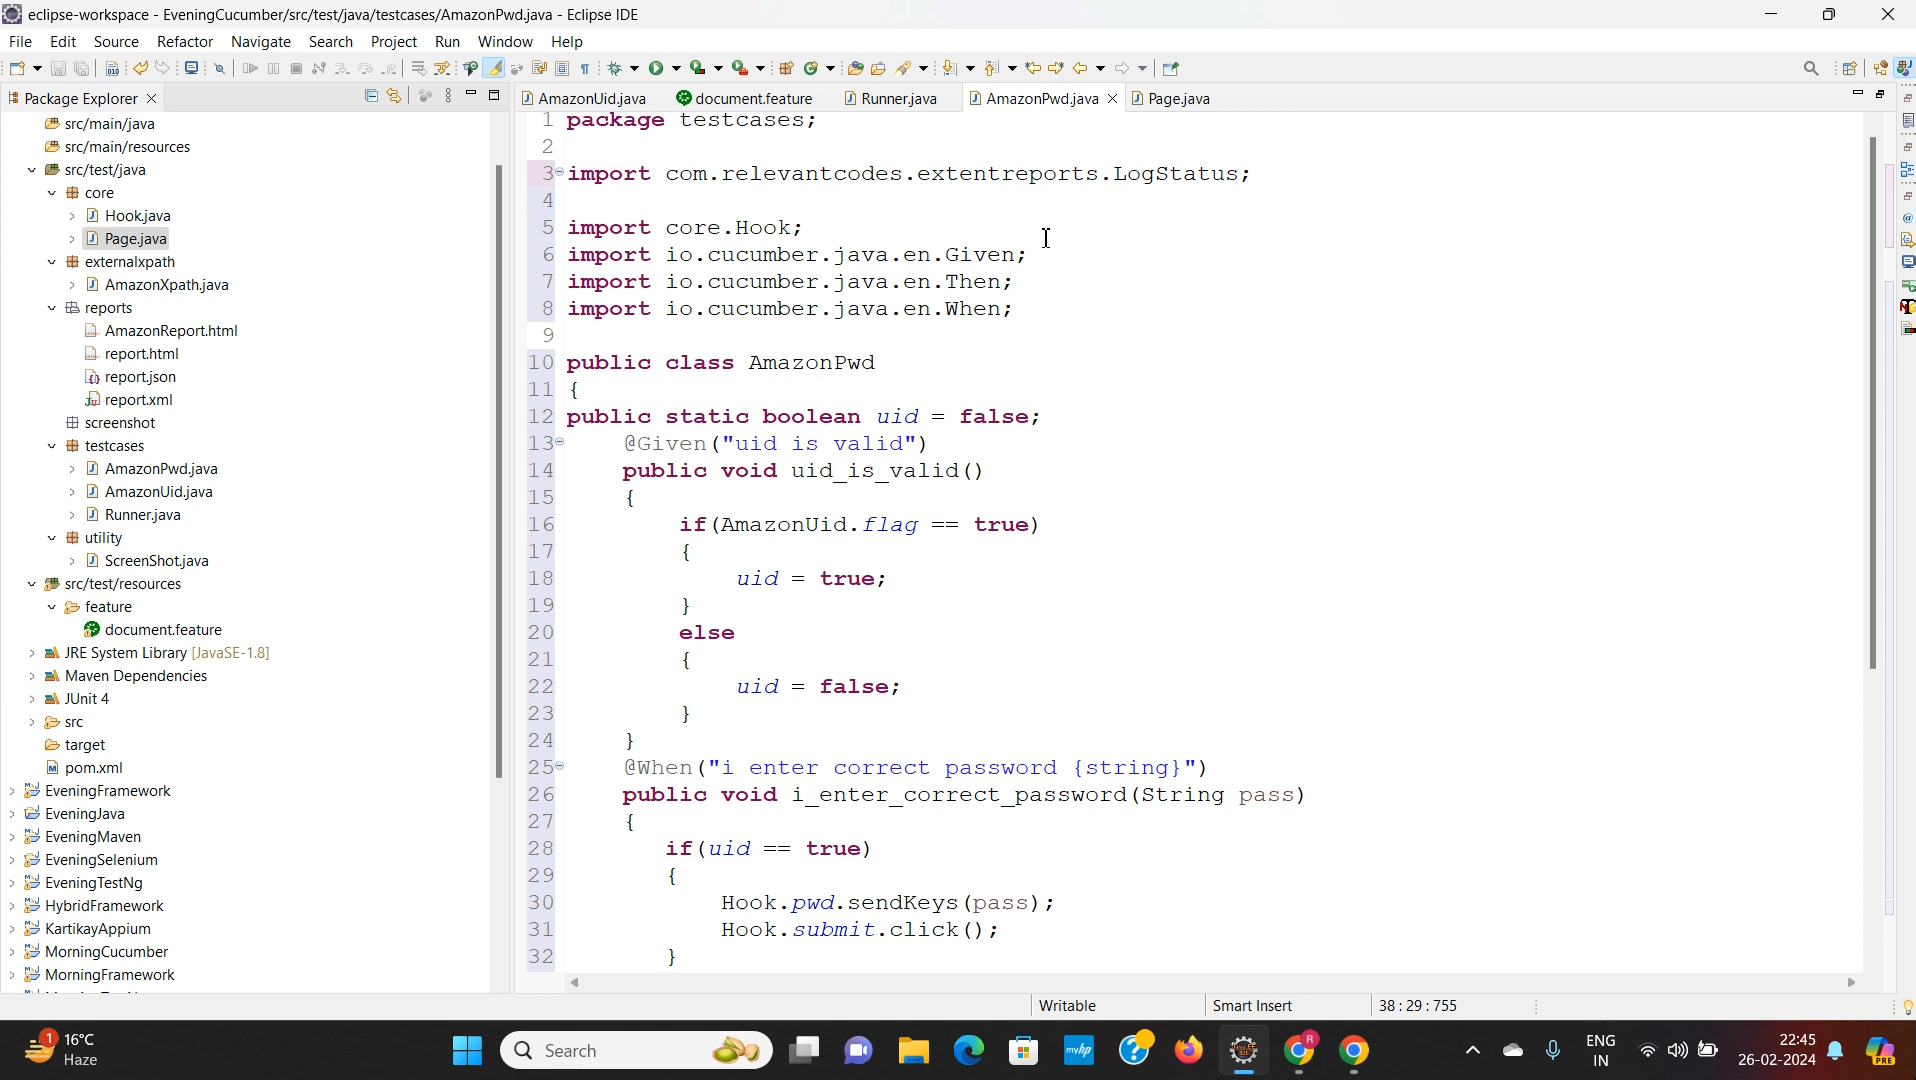 eclipse-workspace - EveningCucumber/src/test/java/testcases/AmazonPwd.java - Eclipse IDE
File Edit Source Refactor Navigate Search Project Run Window Help
Package Explorer
src/main/java
src/main/resources
src/test/java
core
Hook.java
Page.java
externalxpath
AmazonXpath.java
reports
AmazonReport.html
report.html
report.json
report.xml
screenshot
testcases
AmazonPwd.java
AmazonUid.java
Runner.java
utility
ScreenShot.java
src/test/resources
feature
document.feature
JRE System Library [JavaSE-1.8]
Maven Dependencies
JUnit 4
src
target
pom.xml
EveningFramework
EveningJava
EveningMaven
EveningSelenium
EveningTestNg
HybridFramework
KartikayAppium
MorningCucumber
MorningFramework
AmazonUid.java document.feature Runner.java AmazonPwd.java Page.java
1 package testcases;
2
3 import com.relevantcodes.extentreports.LogStatus;
4
5 import core.Hook;
6 import io.cucumber.java.en.Given;
7 import io.cucumber.java.en.Then;
8 import io.cucumber.java.en.When;
9
10 public class AmazonPwd
11 {
12 public static boolean uid = false;
13 @Given("uid is valid")
14 public void uid_is_valid()
15 {
16 if(AmazonUid.flag == true)
17 {
18 uid = true;
19 }
20 else
21 {
22 uid = false;
23 }
24 }
25 @When("i enter correct password {string}")
26 public void i_enter_correct_password(String pass)
27 {
28 if(uid == true)
29 {
30 Hook.pwd.sendKeys(pass);
31 Hook.submit.click();
32 }
Writable Smart Insert 38 : 29 : 755
1 16°C
Haze
Search
myhp
R
ENG
IN
22:45
26-02-2024
PRE